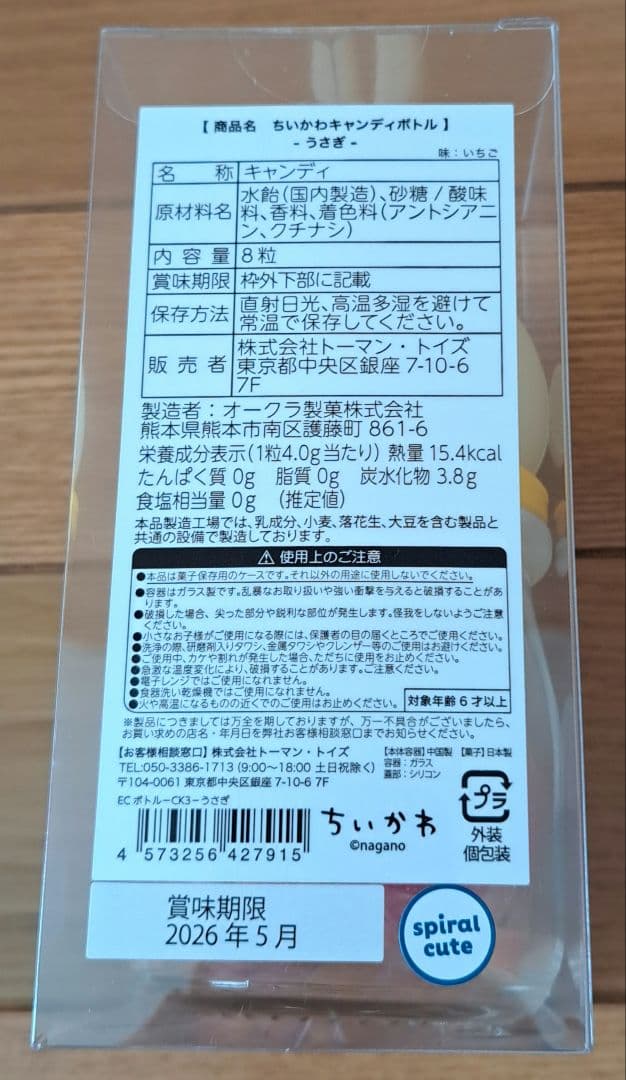 【 商品名　ちいかわキャンディボトル 】
- うさぎ -
味：いちご
名称 キャンディ
原材料名 水飴（国内製造）、砂糖 / 酸味
料、香料、着色料（アントシアニ
ン、クチナシ）
内容量 8粒
賞味期限 枠外下部に記載
保存方法 直射日光、高温多湿を避けて
常温で保存してください。
販売者 株式会社トーマン・トイズ
東京都中央区銀座 7-10-6
7F
製造者：オークラ製菓株式会社
熊本県熊本市南区護藤町 861-6
栄養成分表示（1粒4.0g当たり）熱量 15.4kcal
たんぱく質 0g　脂質 0g　炭水化物 3.8g
食塩相当量 0g　（推定値）
本品製造工場では、乳成分、小麦、落花生、大豆を含む製品と
共通の設備で製造しております。
⚠ 使用上のご注意
●本品は菓子保存用のケースです。それ以外の用途に使用しないでください。
●容器はガラス製です。乱暴なお取り扱いや強い衝撃を与えると破損することがあ
ります。
●破損した場合、尖った部分や鋭利な部位が発生します。怪我をしないようご注意
ください。
●小さなお子様がご使用になる際には、保護者の目の届くところでご使用ください。
●洗浄の際、研磨剤入りタワシ、金属タワシやクレンザー等のご使用はお避けください。
●ご使用中、カケや割れが発生した場合、ただちに使用をお止めください。
●急激な温度変化により、破損することがあります。ご注意ください。
●電子レンジではご使用になれません。
●食器洗い乾燥機ではご使用になれません。
●火や高温になるものの近くでのご使用はお止めください。
対象年齢 6 才以上
※製品につきましては万全を期しておりますが、万一不具合がございましたら、
お買い求めの店名・年月日を弊社お客様相談窓口までお知らせください。
【お客様相談窓口】株式会社トーマン・トイズ
TEL:050-3386-1713 (9:00～18:00 土日祝除く)
〒104-0061 東京都中央区銀座 7-10-6 7F
【本体容器】中国製　【菓子】日本製
容器：ガラス
蓋部：シリコン
ECボトルーCK3ーうさぎ
4 573256 427915
ちいかわ
©nagano
プラ
外装
個包装
賞味期限
2026 年 5 月
spiral
cute